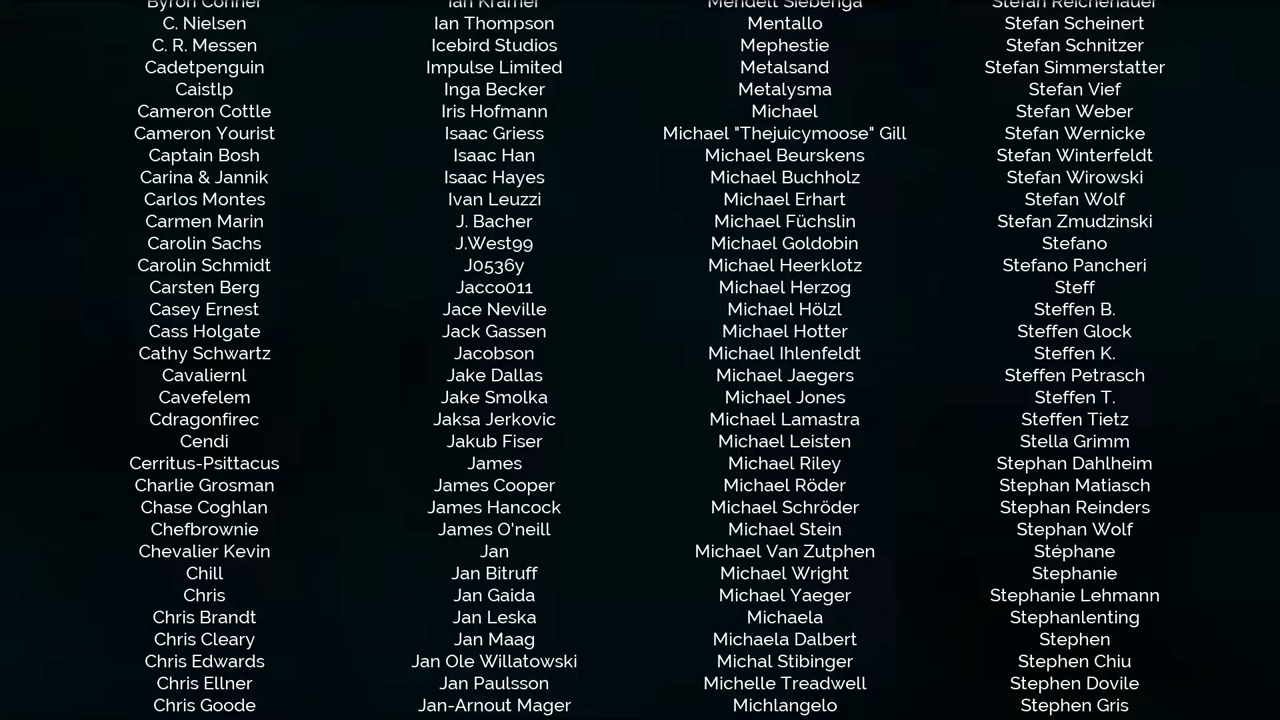 Byron Conner
C. Nielsen
C. R. Messen
Cadetpenguin
Caistlp
Cameron Cottle
Cameron Yourist
Captain Bosh
Carina & Jannik
Carlos Montes
Carmen Marin
Carolin Sachs
Carolin Schmidt
Carsten Berg
Casey Ernest
Cass Holgate
Cathy Schwartz
Cavaliernl
Cavefelem
Cdragonfirec
Cendi
Cerritus-Psittacus
Charlie Grosman
Chase Coghlan
Chefbrownie
Chevalier Kevin
Chill
Chris
Chris Brandt
Chris Cleary
Chris Edwards
Chris Ellner
Chris Goode
Ian Kramer
Ian Thompson
Icebird Studios
Impulse Limited
Inga Becker
Iris Hofmann
Isaac Griess
Isaac Han
Isaac Hayes
Ivan Leuzzi
J. Bacher
J.West99
J0536y
Jacco011
Jace Neville
Jack Gassen
Jacobson
Jake Dallas
Jake Smolka
Jaksa Jerkovic
Jakub Fiser
James
James Cooper
James Hancock
James O'neill
Jan
Jan Bitruff
Jan Gaida
Jan Leska
Jan Maag
Jan Ole Willatowski
Jan Paulsson
Jan-Arnout Mager
Mendelt Siebenga
Mentallo
Mephestie
Metalsand
Metalysma
Michael
Michael "Thejuicymoose" Gill
Michael Beurskens
Michael Buchholz
Michael Erhart
Michael Füchslin
Michael Goldobin
Michael Heerklotz
Michael Herzog
Michael Hölzl
Michael Hotter
Michael Ihlenfeldt
Michael Jaegers
Michael Jones
Michael Lamastra
Michael Leisten
Michael Riley
Michael Röder
Michael Schröder
Michael Stein
Michael Van Zutphen
Michael Wright
Michael Yaeger
Michaela
Michaela Dalbert
Michal Stibinger
Michelle Treadwell
Michlangelo
Stefan Reichenauer
Stefan Scheinert
Stefan Schnitzer
Stefan Simmerstatter
Stefan Vief
Stefan Weber
Stefan Wernicke
Stefan Winterfeldt
Stefan Wirowski
Stefan Wolf
Stefan Zmudzinski
Stefano
Stefano Pancheri
Steff
Steffen B.
Steffen Glock
Steffen K.
Steffen Petrasch
Steffen T.
Steffen Tietz
Stella Grimm
Stephan Dahlheim
Stephan Matiasch
Stephan Reinders
Stephan Wolf
Stéphane
Stephanie
Stephanie Lehmann
Stephanlenting
Stephen
Stephen Chiu
Stephen Dovile
Stephen Gris